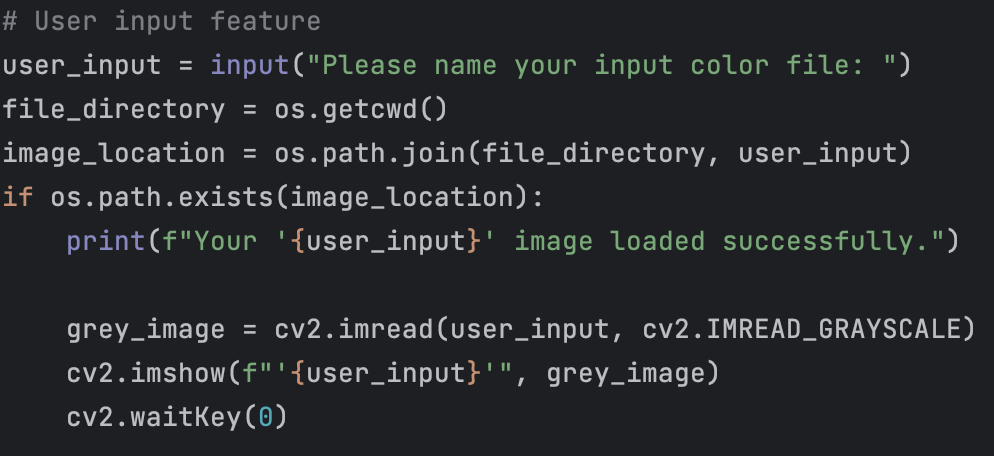 # User input feature
user_input = input("Please name your input color file: ")
file_directory = os.getcwd()
image_location = os.path.join(file_directory, user_input)
if os.path.exists(image_location):
    print(f"Your '{user_input}' image loaded successfully.")

    grey_image = cv2.imread(user_input, cv2.IMREAD_GRAYSCALE)
    cv2.imshow(f"'{user_input}'", grey_image)
    cv2.waitKey(0)